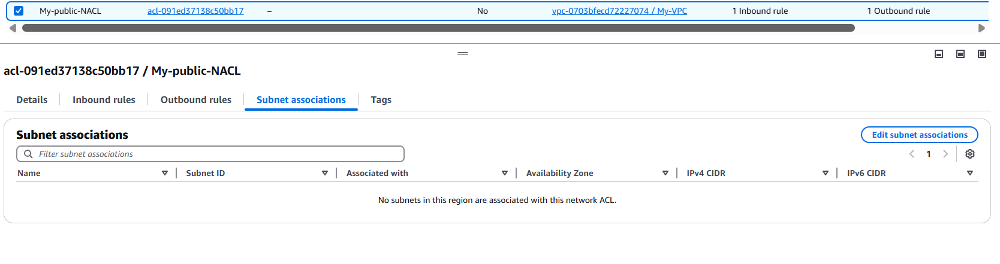 My-public-NACL acl-091ed37138c50bb17 – No vpc-0703bfecd72227074 / My-VPC 1 Inbound rule 1 Outbound rule
acl-091ed37138c50bb17 / My-public-NACL
Details Inbound rules Outbound rules Subnet associations Tags
Subnet associations Edit subnet associations
Filter subnet associations 1
Name Subnet ID Associated with Availability Zone IPv4 CIDR IPv6 CIDR
No subnets in this region are associated with this network ACL.